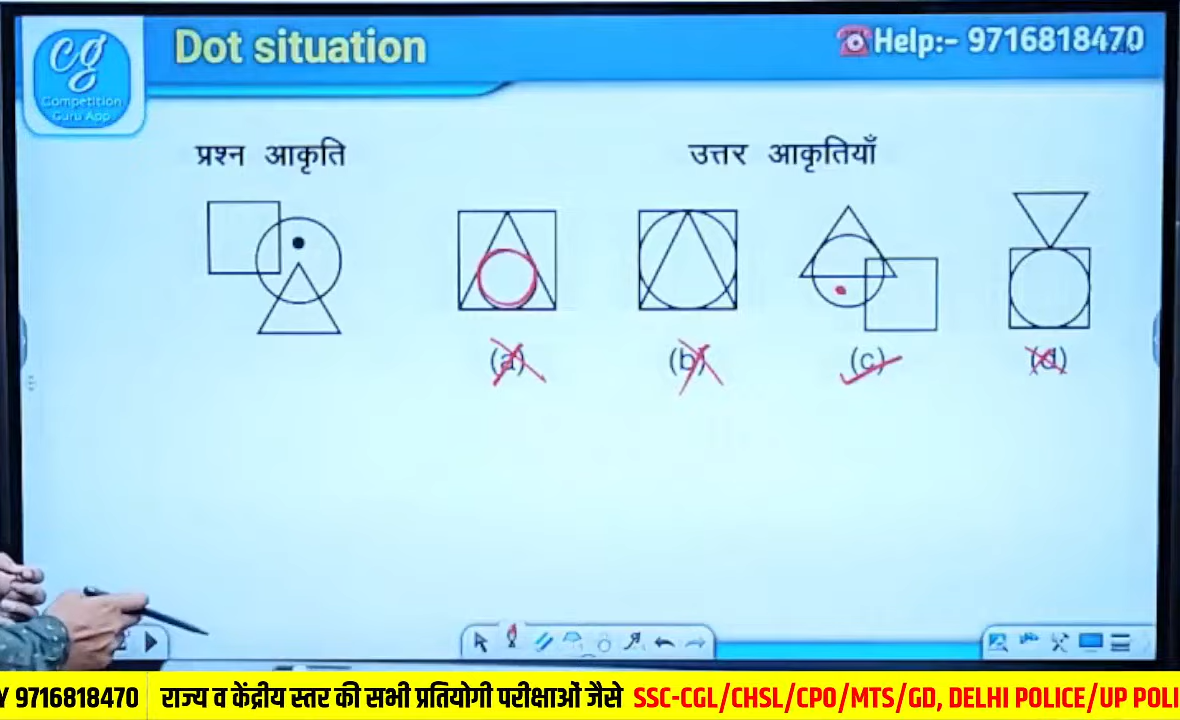 cg
Competition
Guru App
Dot situation
Help:- 9716818470
प्रश्न आकृति
उत्तर आकृतियाँ
(a)
(b)
(c)
(d)
Y 9716818470 राज्य व केंद्रीय स्तर की सभी प्रतियोगी परीक्षाओं जैसे SSC-CGL/CHSL/CPO/MTS/GD, DELHI POLICE/UP POLI